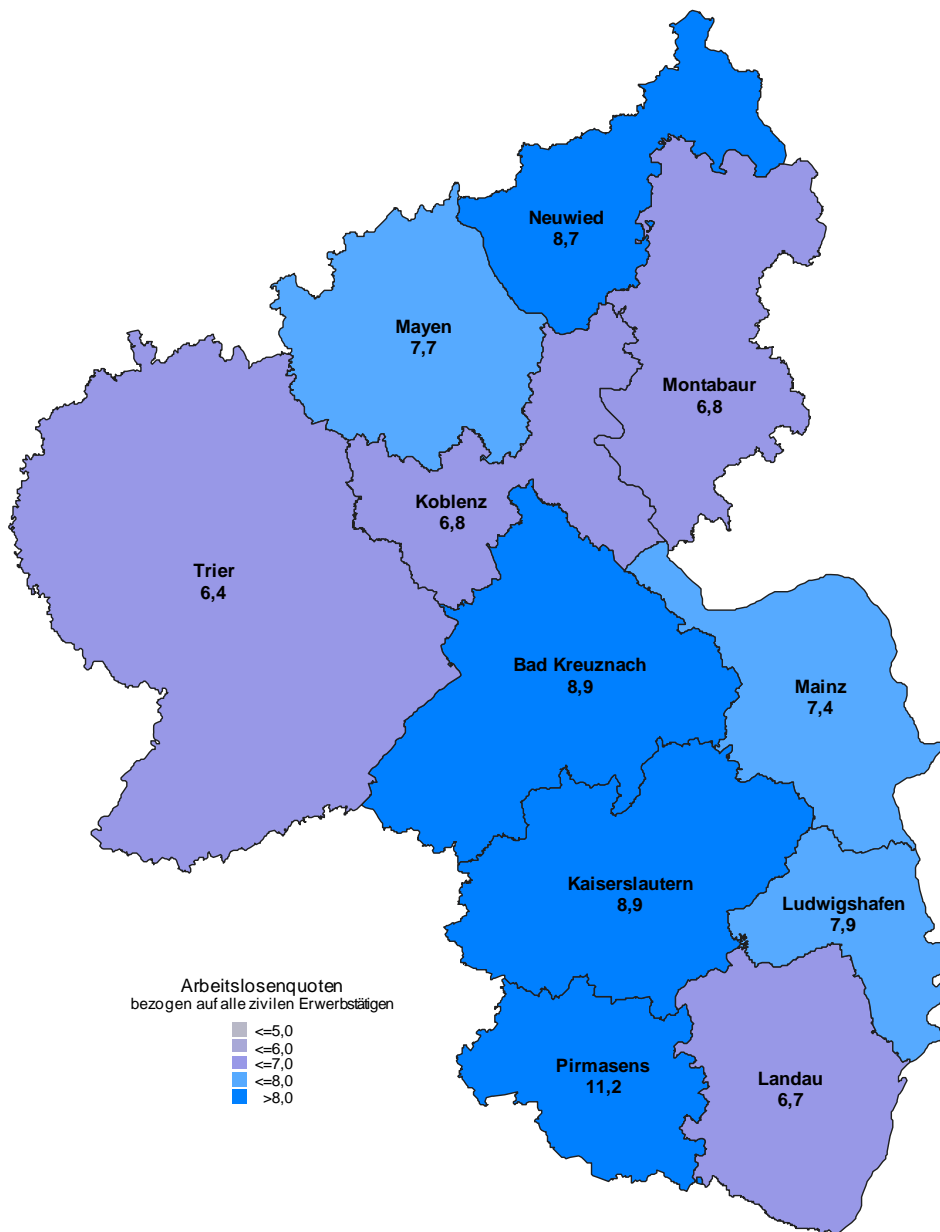 Neuwied
8,7
Mayen
7,7
Montabaur
6,8
Koblenz
6,8
Trier
6,4
Bad Kreuznach
8,9
Mainz
7,4
Kaiserslautern
8,9
Ludwigshafen
7,9
Pirmasens
11,2
Landau
6,7
Arbeitslosenquoten
bezogen auf alle zivilen Erwerbstätigen
<=5,0
<=6,0
<=7,0
<=8,0
>8,0